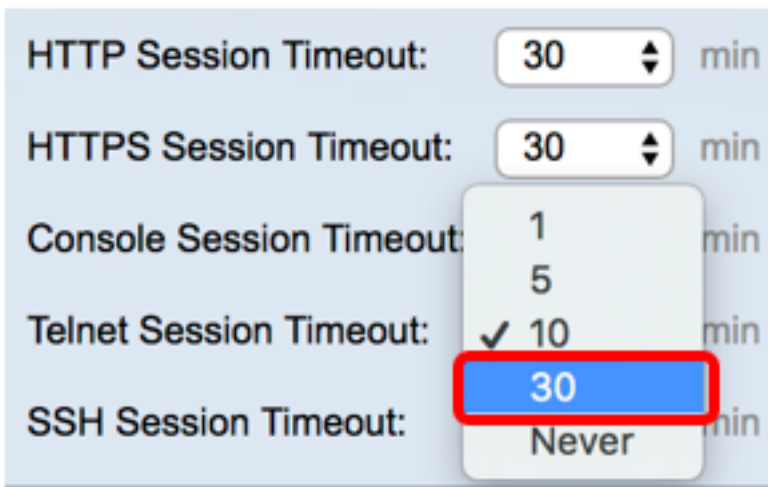 HTTP Session Timeout: 30 min
HTTPS Session Timeout: 30 min
1
Console Session Timeout: min
5
Telnet Session Timeout: ✓ 10 min
30
SSH Session Timeout: min
Never